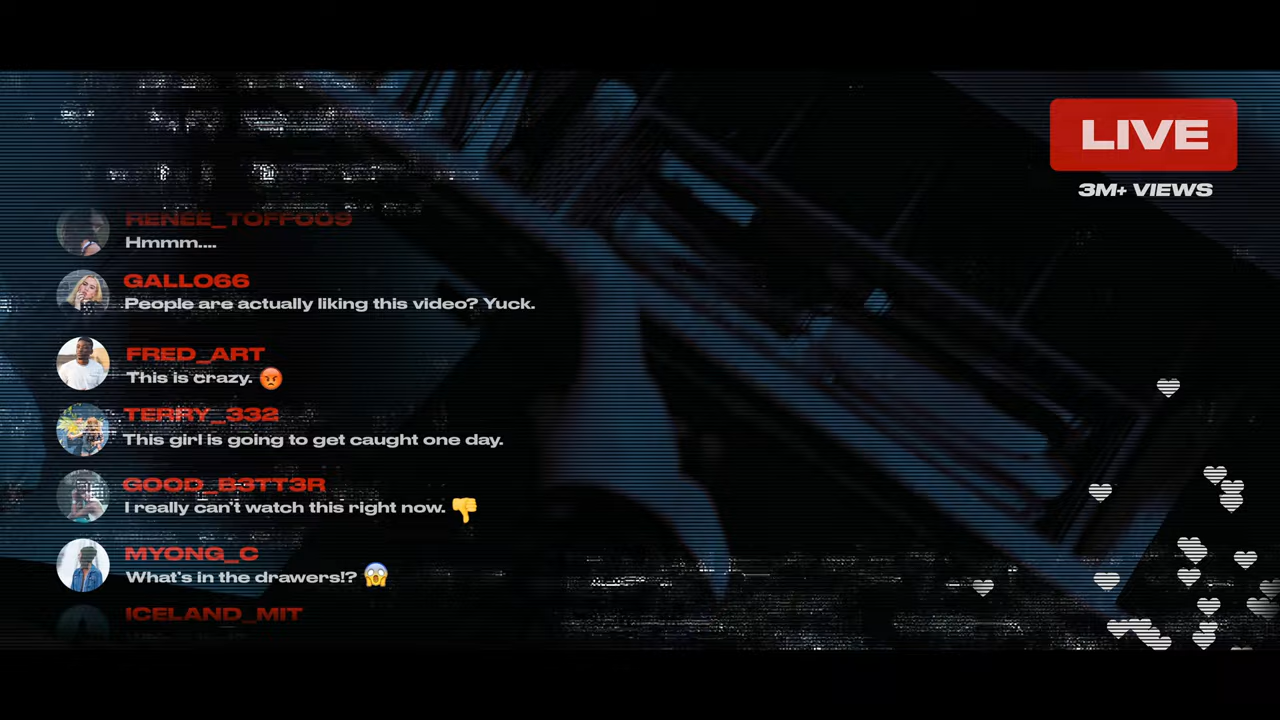 LIVE
3M+ VIEWS
RENEE_TOFFOO9
Hmmm....
GALLO66
People are actually liking this video? Yuck.
FRED_ART
This is crazy. 😡
TERRY_332
This girl is going to get caught one day.
GOOD_B3TT3R
I really can't watch this right now. 👎
MYONG_C
What's in the drawers!? 😱
ICELAND_MIT